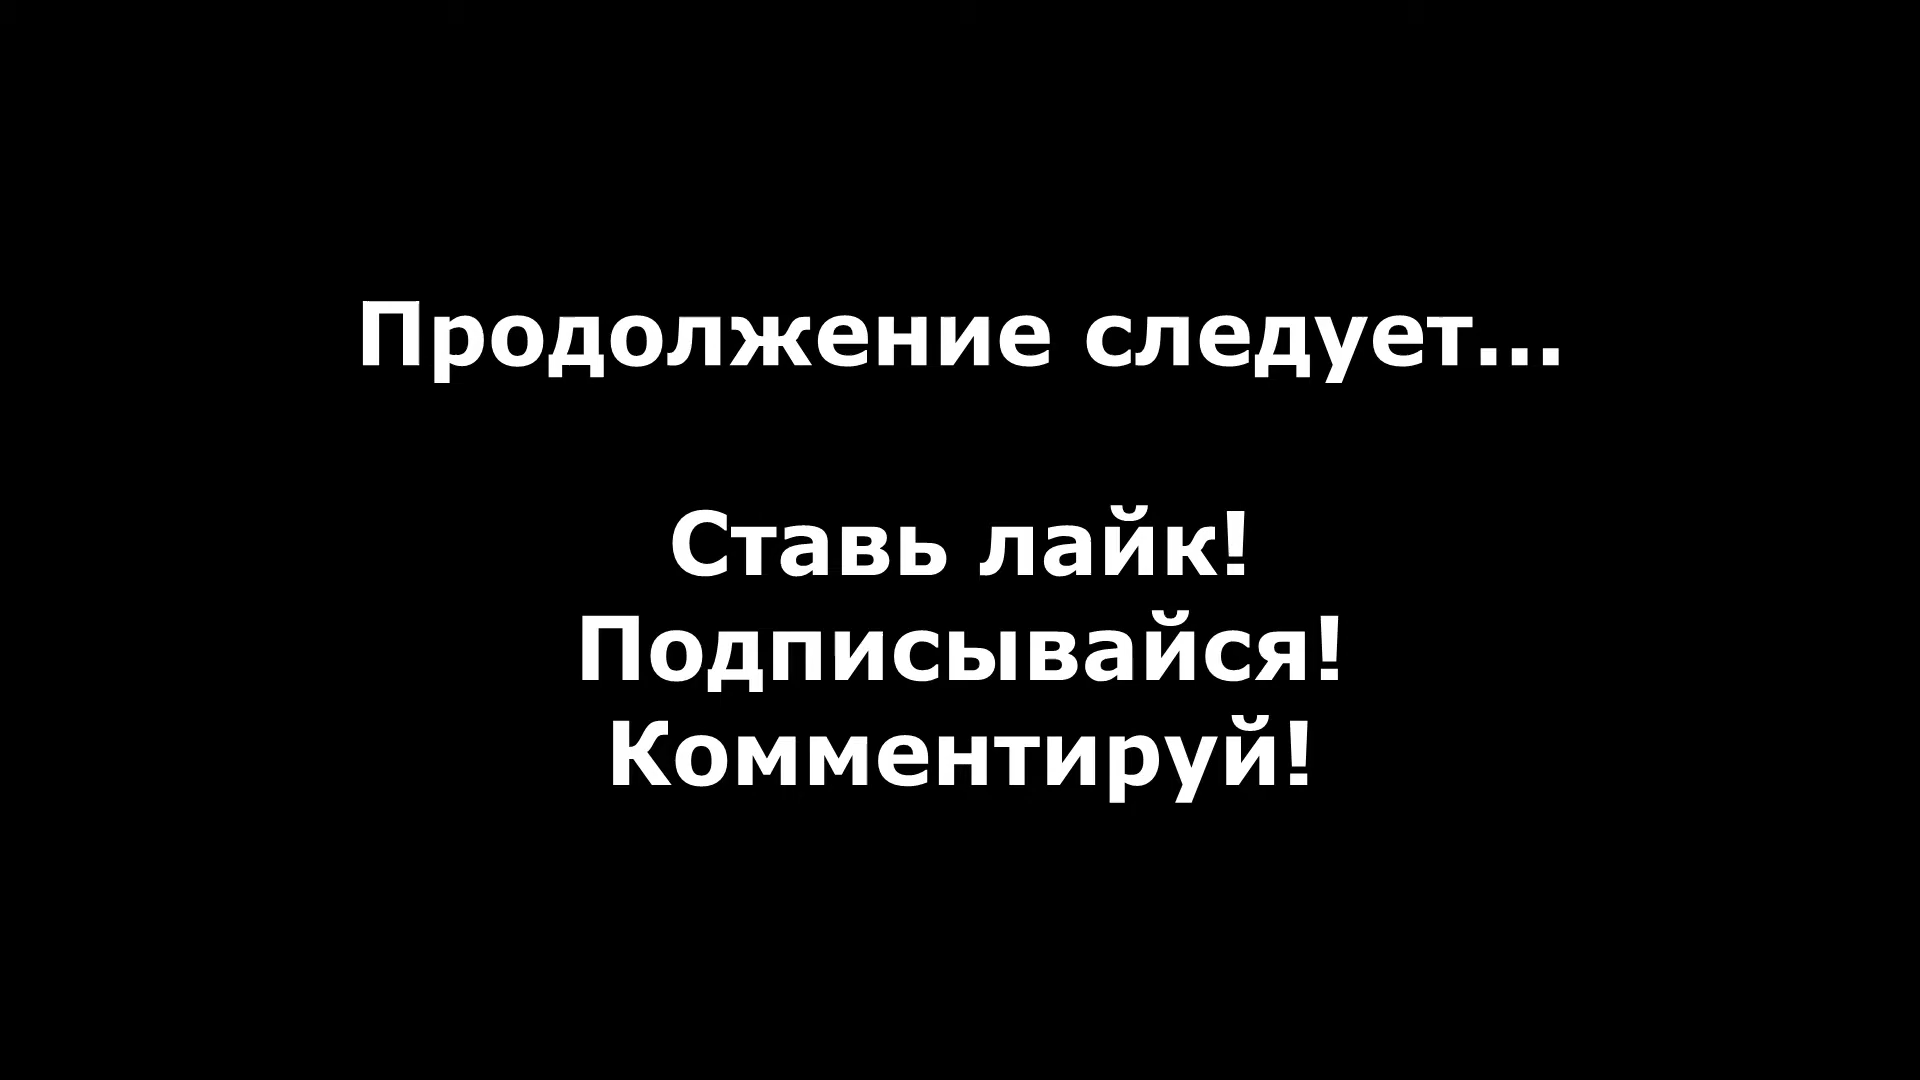 Продолжение следует...
Ставь лайк!
Подписывайся!
Комментируй!